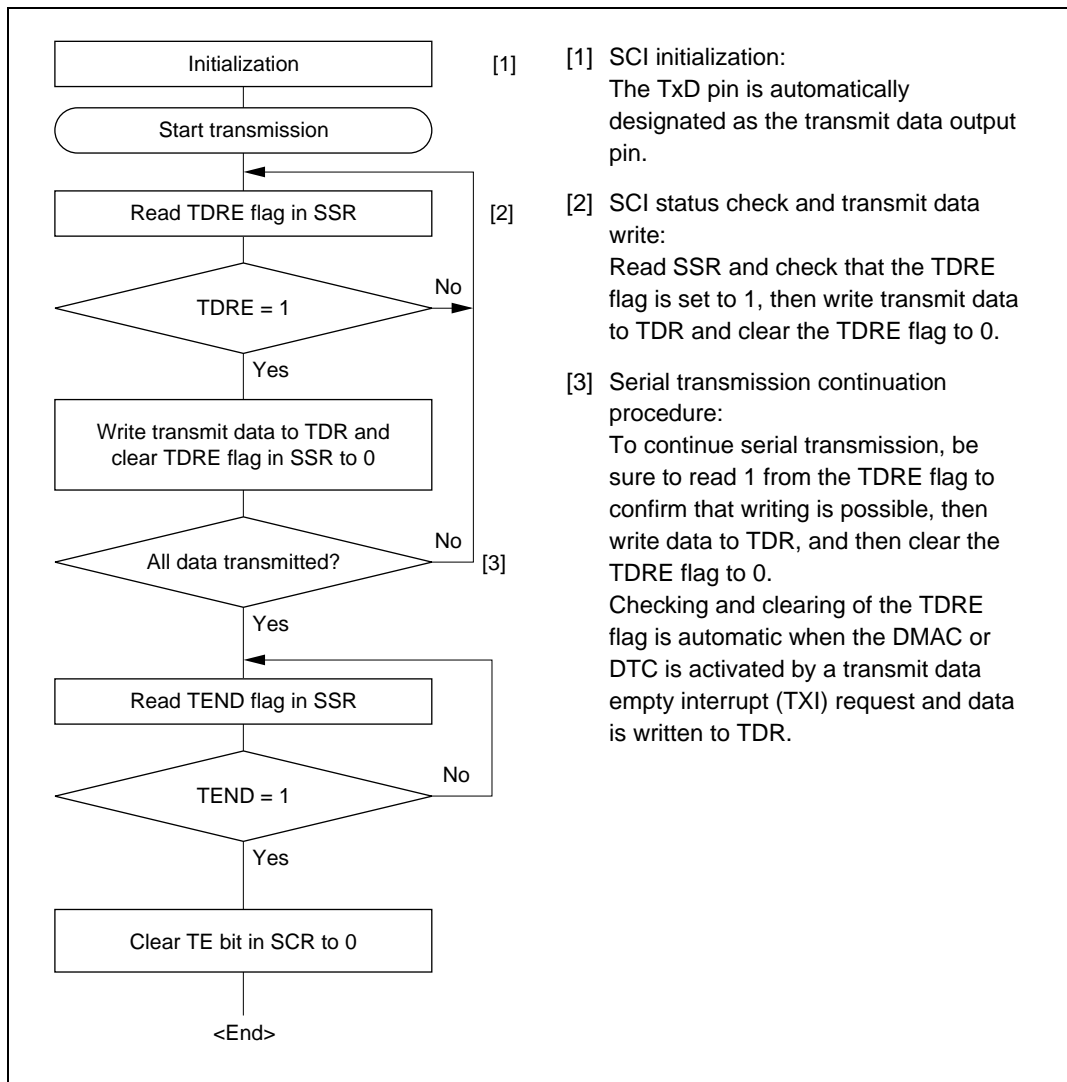 Initialization
[1]
Start transmission
Read TDRE flag in SSR
[2]
TDRE = 1
No
Yes
Write transmit data to TDR and
clear TDRE flag in SSR to 0
All data transmitted?
No
[3]
Yes
Read TEND flag in SSR
TEND = 1
No
Yes
Clear TE bit in SCR to 0
<End>
[1] SCI initialization:
The TxD pin is automatically
designated as the transmit data output
pin.
[2] SCI status check and transmit data
write:
Read SSR and check that the TDRE
flag is set to 1, then write transmit data
to TDR and clear the TDRE flag to 0.
[3] Serial transmission continuation
procedure:
To continue serial transmission, be
sure to read 1 from the TDRE flag to
confirm that writing is possible, then
write data to TDR, and then clear the
TDRE flag to 0.
Checking and clearing of the TDRE
flag is automatic when the DMAC or
DTC is activated by a transmit data
empty interrupt (TXI) request and data
is written to TDR.